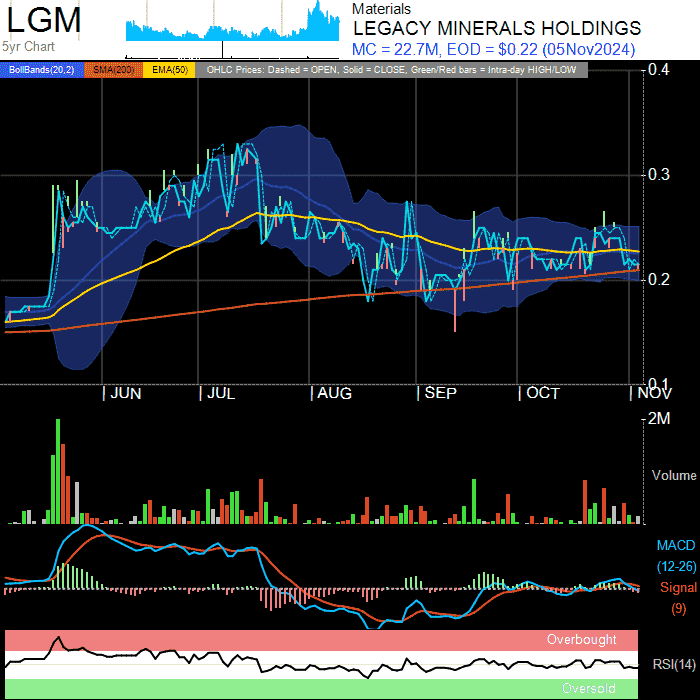 LGM
5yr Chart
Materials
LEGACY MINERALS HOLDINGS
MC = 22.7M, EOD = $0.22 (05Nov2024)
BollBands(20,2) SMA(200) EMA(50) OHLC Prices: Dashed = OPEN, Solid = CLOSE, Green/Red bars = Intra-day HIGH/LOW
0.4
0.3
0.2
0.1
| JUN | JUL | AUG | SEP | OCT | NOV
2M
Volume
MACD
(12-26)
Signal
(9)
Overbought
RSI(14)
Oversold